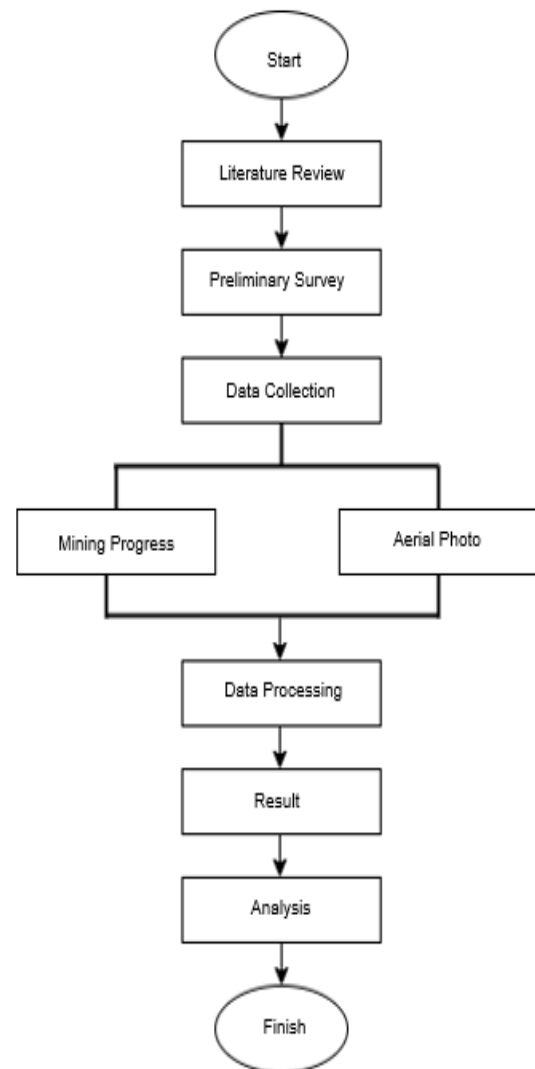 Start
Literature Review
Preliminary Survey
Data Collection
Mining Progress
Aerial Photo
Data Processing
Result
Analysis
Finish